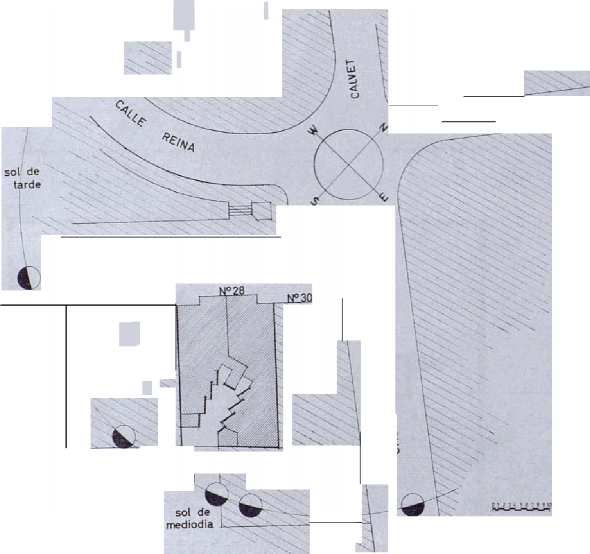 CALVET
CALLE REINA
W
N
S
E
sol de
tarde
Nº28
Nº30
sol de
mediodía